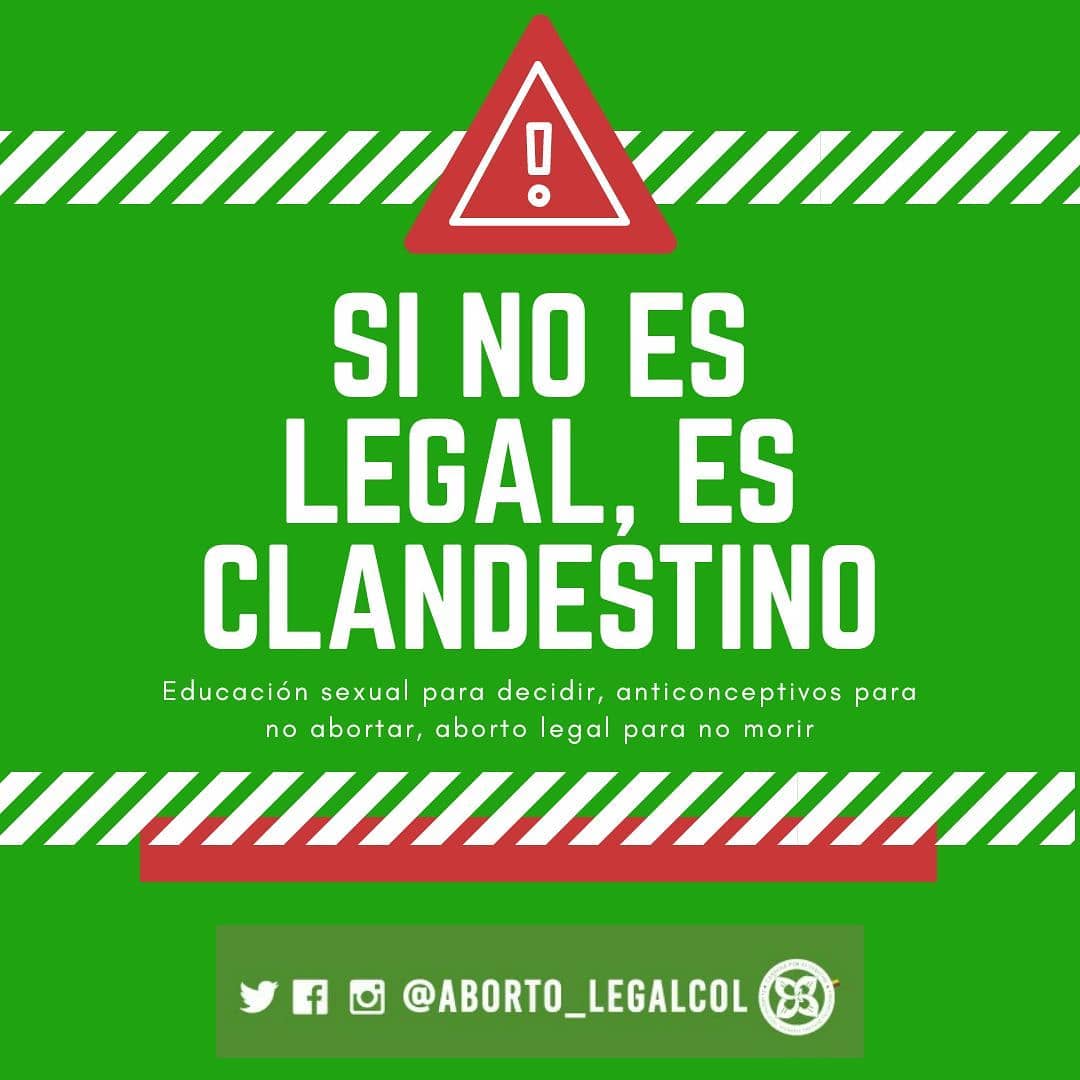 !
SI NO ES
LEGAL, ES
CLANDESTINO
Educación sexual para decidir, anticonceptivos para
no abortar, aborto legal para no morir
@ABORTO_LEGALCOL